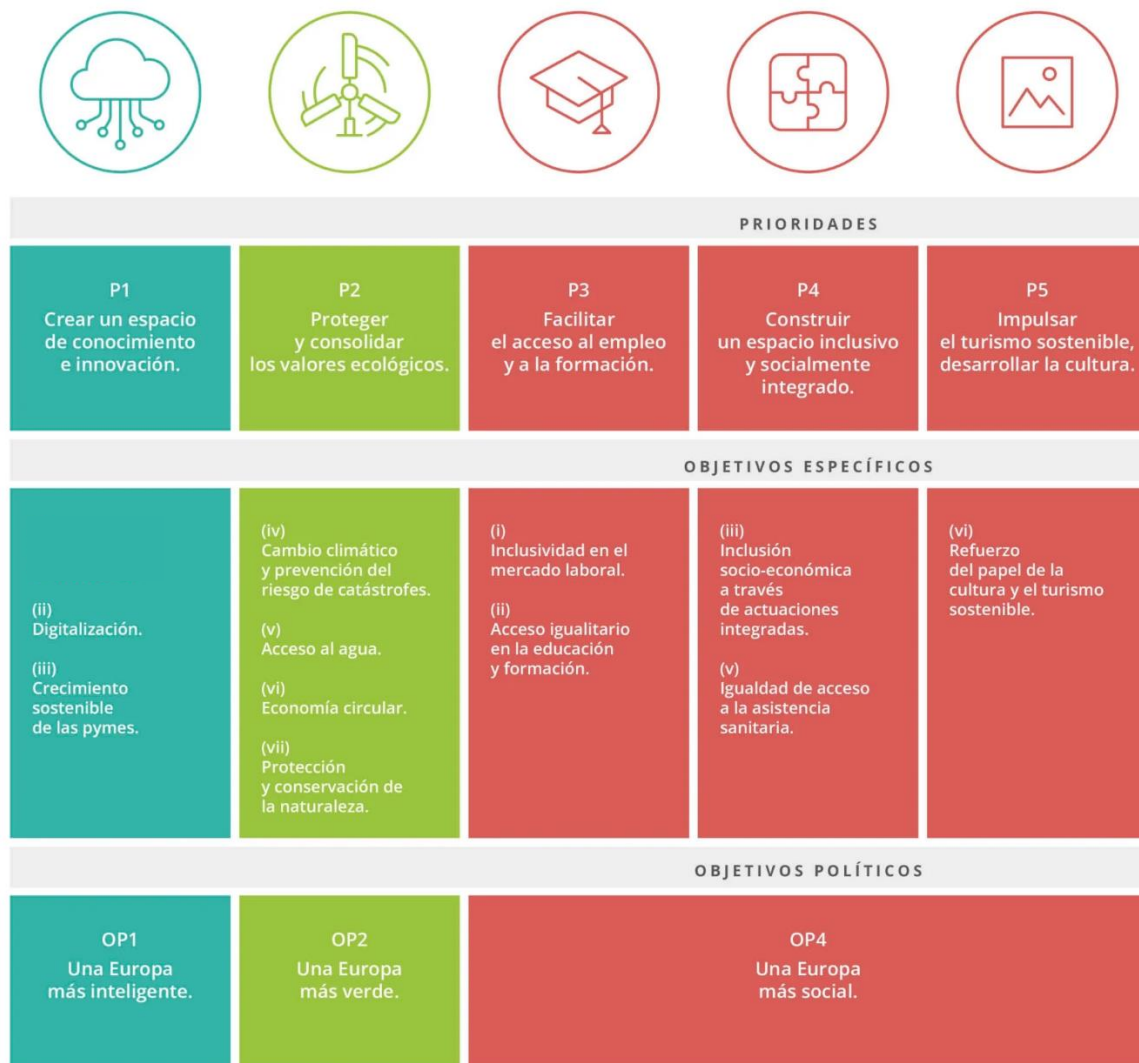 PRIORIDADES
P1
Crear un espacio
de conocimiento
e innovación.
P2
Proteger
y consolidar
los valores ecológicos.
P3
Facilitar
el acceso al empleo
y a la formación.
P4
Construir
un espacio inclusivo
y socialmente
integrado.
P5
Impulsar
el turismo sostenible,
desarrollar la cultura.
OBJETIVOS ESPECÍFICOS
(ii)
Digitalización.
(iii)
Crecimiento
sostenible
de las pymes.
(iv)
Cambio climático
y prevención del
riesgo de catástrofes.
(v)
Acceso al agua.
(vi)
Economía circular.
(vii)
Protección
y conservación de
la naturaleza.
(i)
Inclusividad en el
mercado laboral.
(ii)
Acceso igualitario
en la educación
y formación.
(iii)
Inclusión
socio-económica
a través
de actuaciones
integradas.
(v)
Igualdad de acceso
a la asistencia
sanitaria.
(vi)
Refuerzo
del papel de la
cultura y el turismo
sostenible.
OBJETIVOS POLÍTICOS
OP1
Una Europa
más inteligente.
OP2
Una Europa
más verde.
OP4
Una Europa
más social.